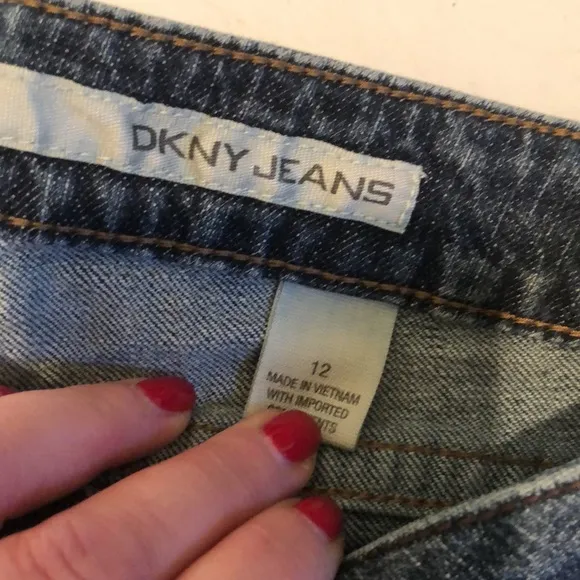 DKNY JEANS
12
MADE IN VIETNAM
WITH IMPORTED